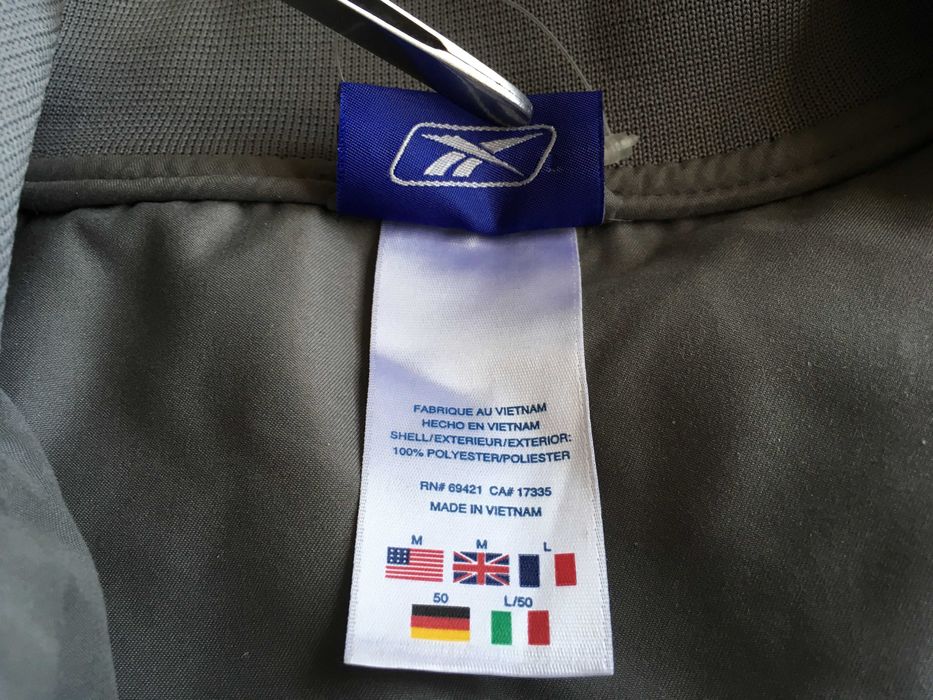 FABRIQUE AU VIETNAM
HECHO EN VIETNAM
SHELL/EXTERIEUR/EXTERIOR:
100% POLYESTER/POLIESTER
RN# 69421 CA# 17335
MADE IN VIETNAM
M M L
50 L/50